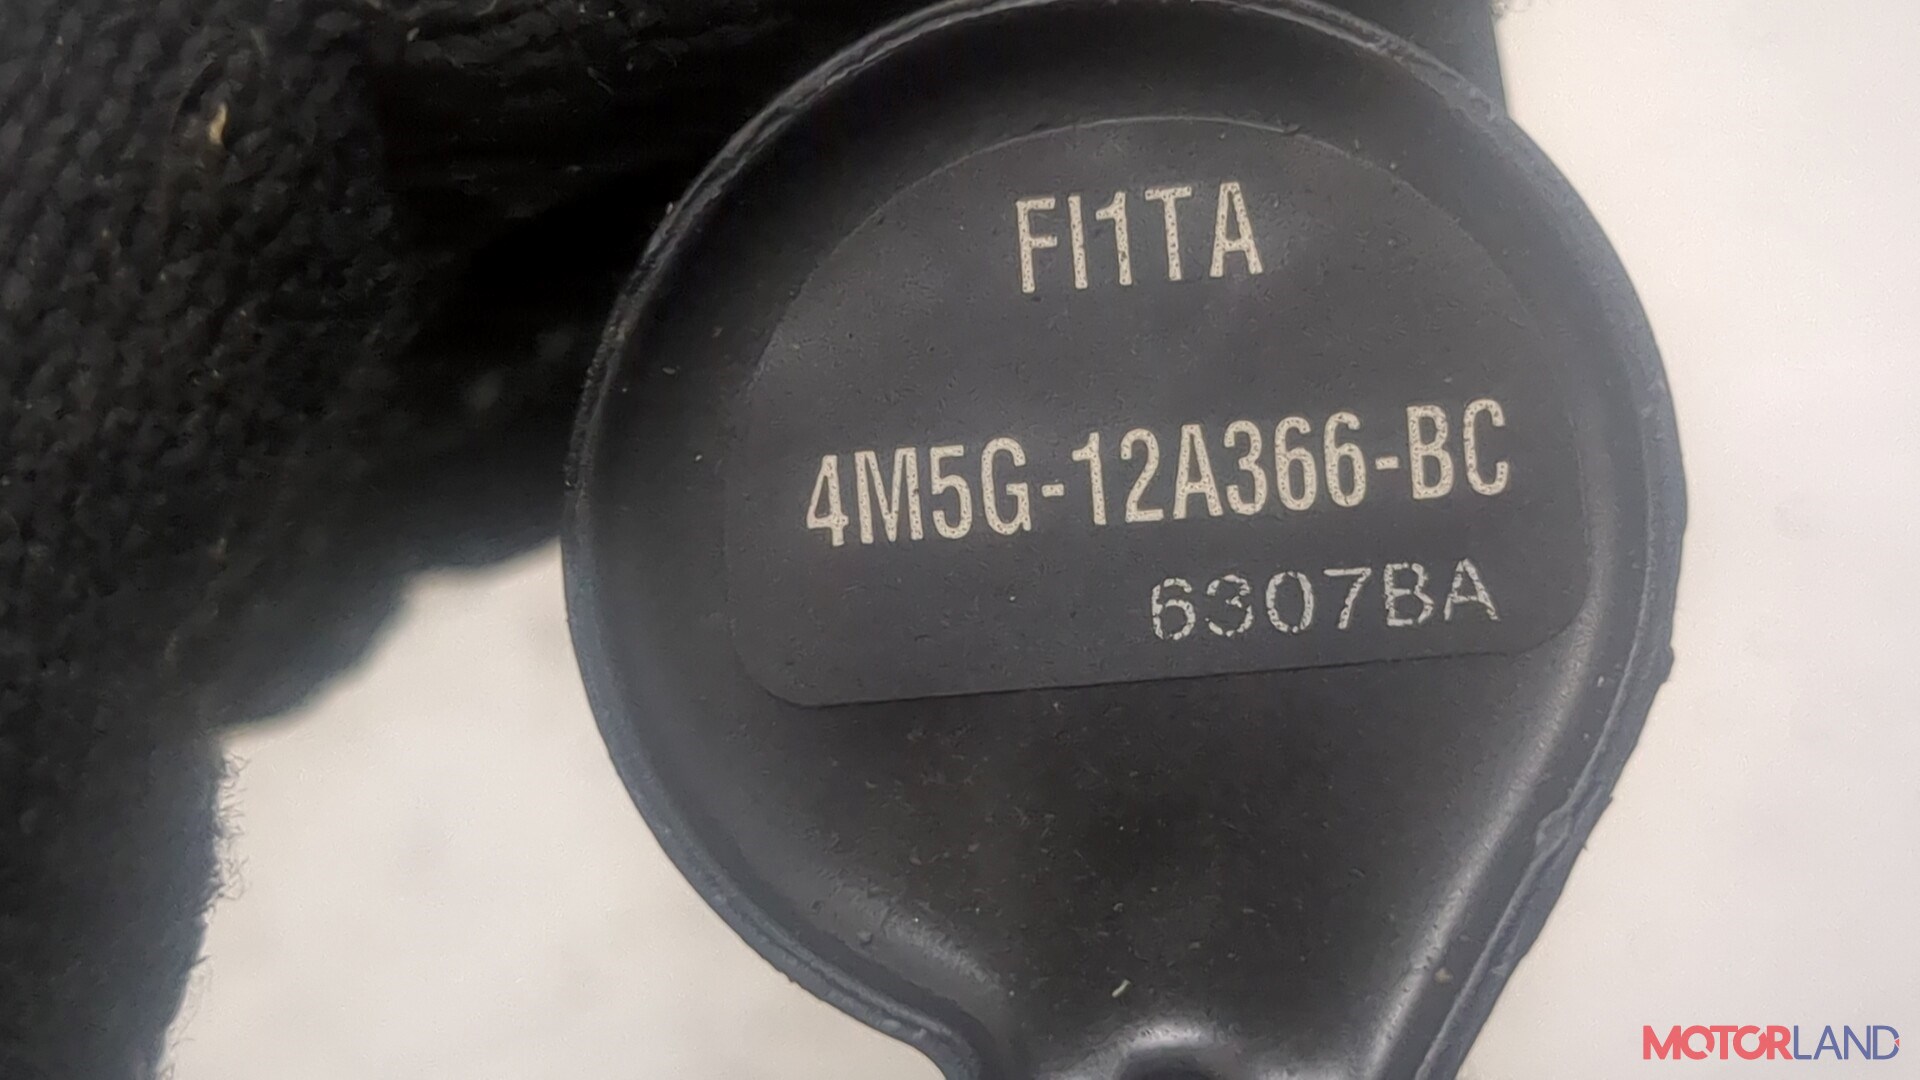 FI1TA
4M5G-12A366-BC
6307BA
MOTORLAND